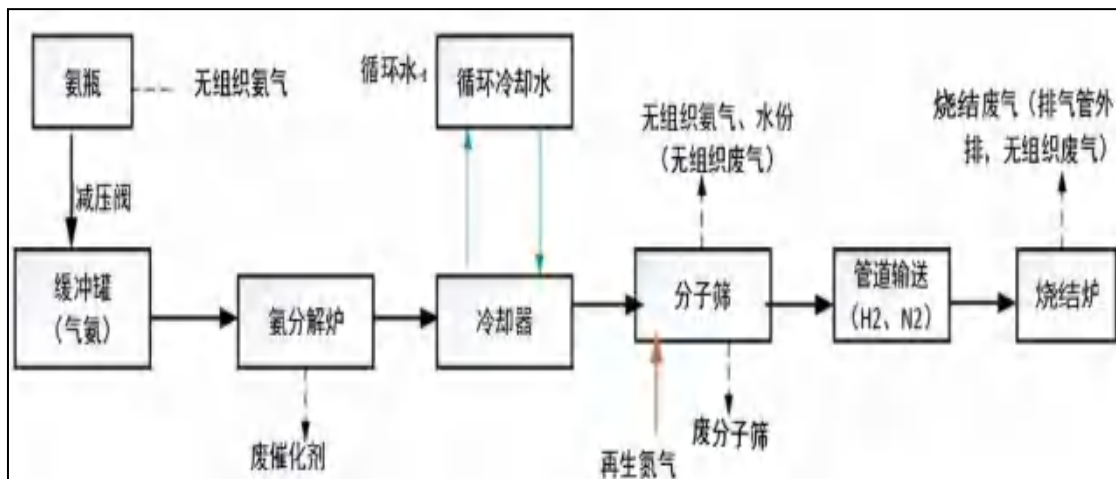 氨瓶
无组织氨气
循环水
循环冷却水
无组织氨气、水份
（无组织废气）
烧结废气（排气管外
排，无组织废气）
减压阀
缓冲罐
（气氨）
氨分解炉
冷却器
分子筛
管道输送
（H2、N2）
烧结炉
废催化剂
再生氮气
废分子筛